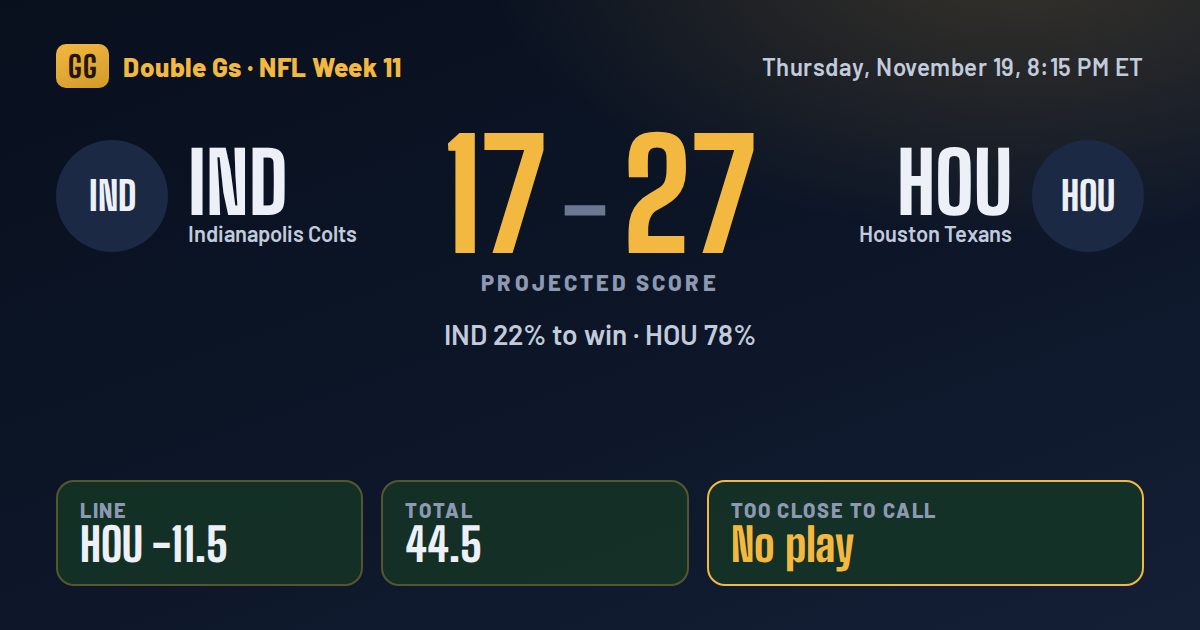 GG Double Gs · NFL Week 11
Thursday, November 19, 8:15 PM ET
IND
IND
Indianapolis Colts
17 – 27
PROJECTED SCORE
IND 22% to win · HOU 78%
HOU
Houston Texans
HOU
LINE
HOU −11.5
TOTAL
44.5
TOO CLOSE TO CALL
No play